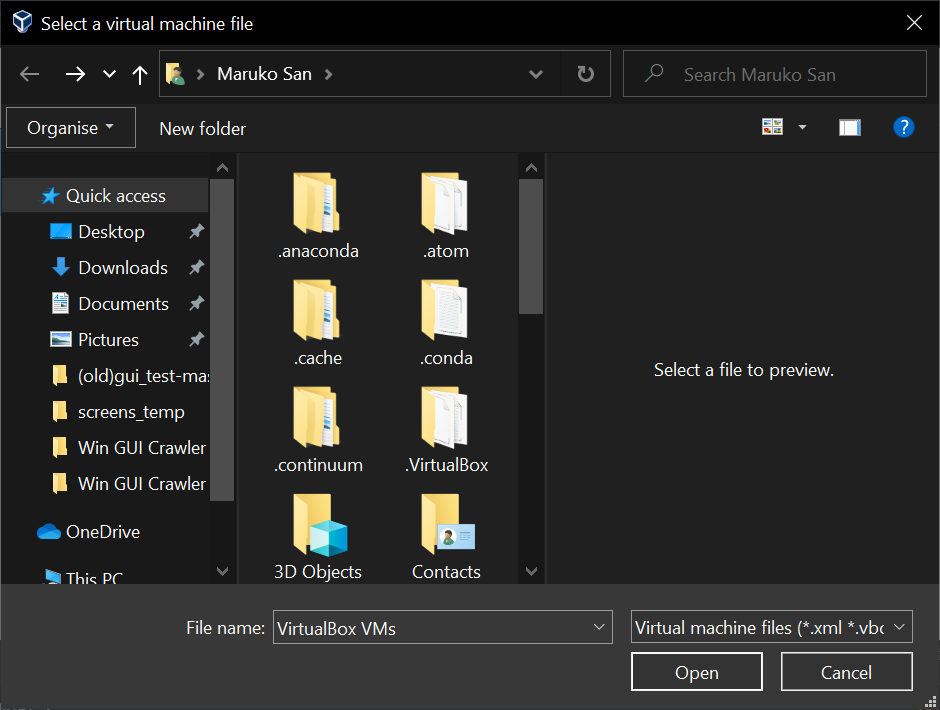 Select a virtual machine file
Maruko San
Search Maruko San
Organise
New folder
?
Quick access
Desktop
Downloads
Documents
Pictures
(old)gui_test-mas
screens_temp
Win GUI Crawler
Win GUI Crawler
OneDrive
This PC
.anaconda
.atom
.cache
.conda
.continuum
.VirtualBox
3D Objects
Contacts
Select a file to preview.
File name:
VirtualBox VMs
Virtual machine files (*.xml *.vbo
Open
Cancel